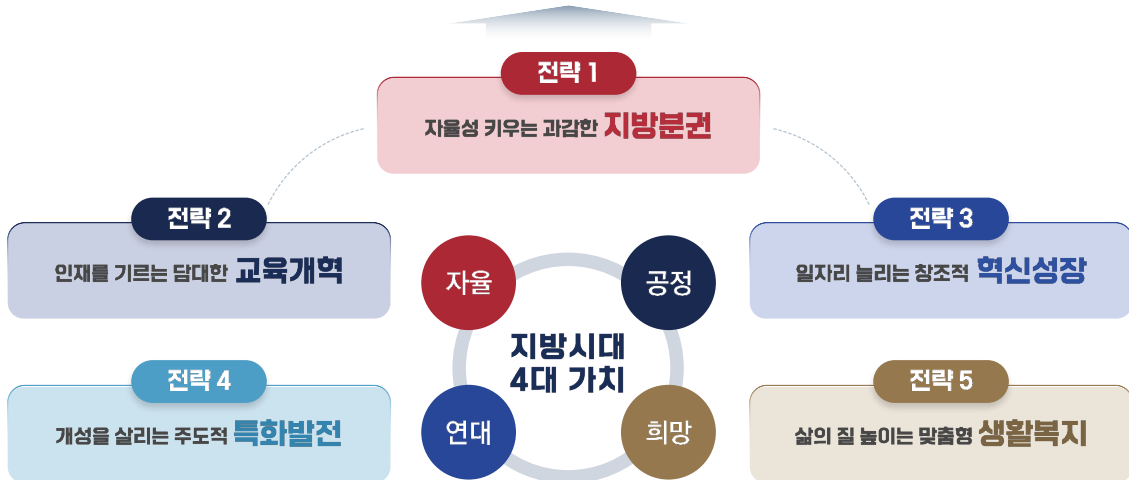 전략 1
자율성 키우는 과감한 지방분권
전략 2
인재를 기르는 담대한 교육개혁
전략 3
일자리 늘리는 창조적 혁신성장
자율
공정
지방시대
4대 가치
연대
희망
전략 4
개성을 살리는 주도적 특화발전
전략 5
삶의 질 높이는 맞춤형 생활복지